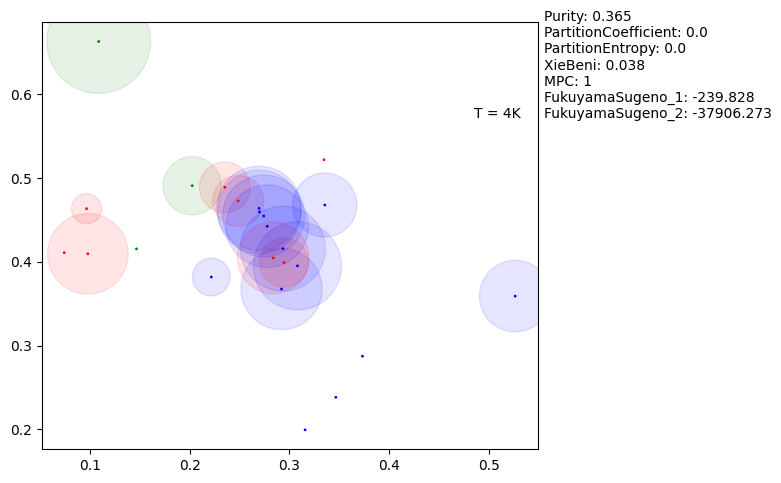 Purity: 0.365
PartitionCoefficient: 0.0
PartitionEntropy: 0.0
XieBeni: 0.038
MPC: 1
FukuyamaSugeno_1: -239.828
FukuyamaSugeno_2: -37906.273
T = 4K
0.6
0.5
0.4
0.3
0.2
0.1 0.2 0.3 0.4 0.5